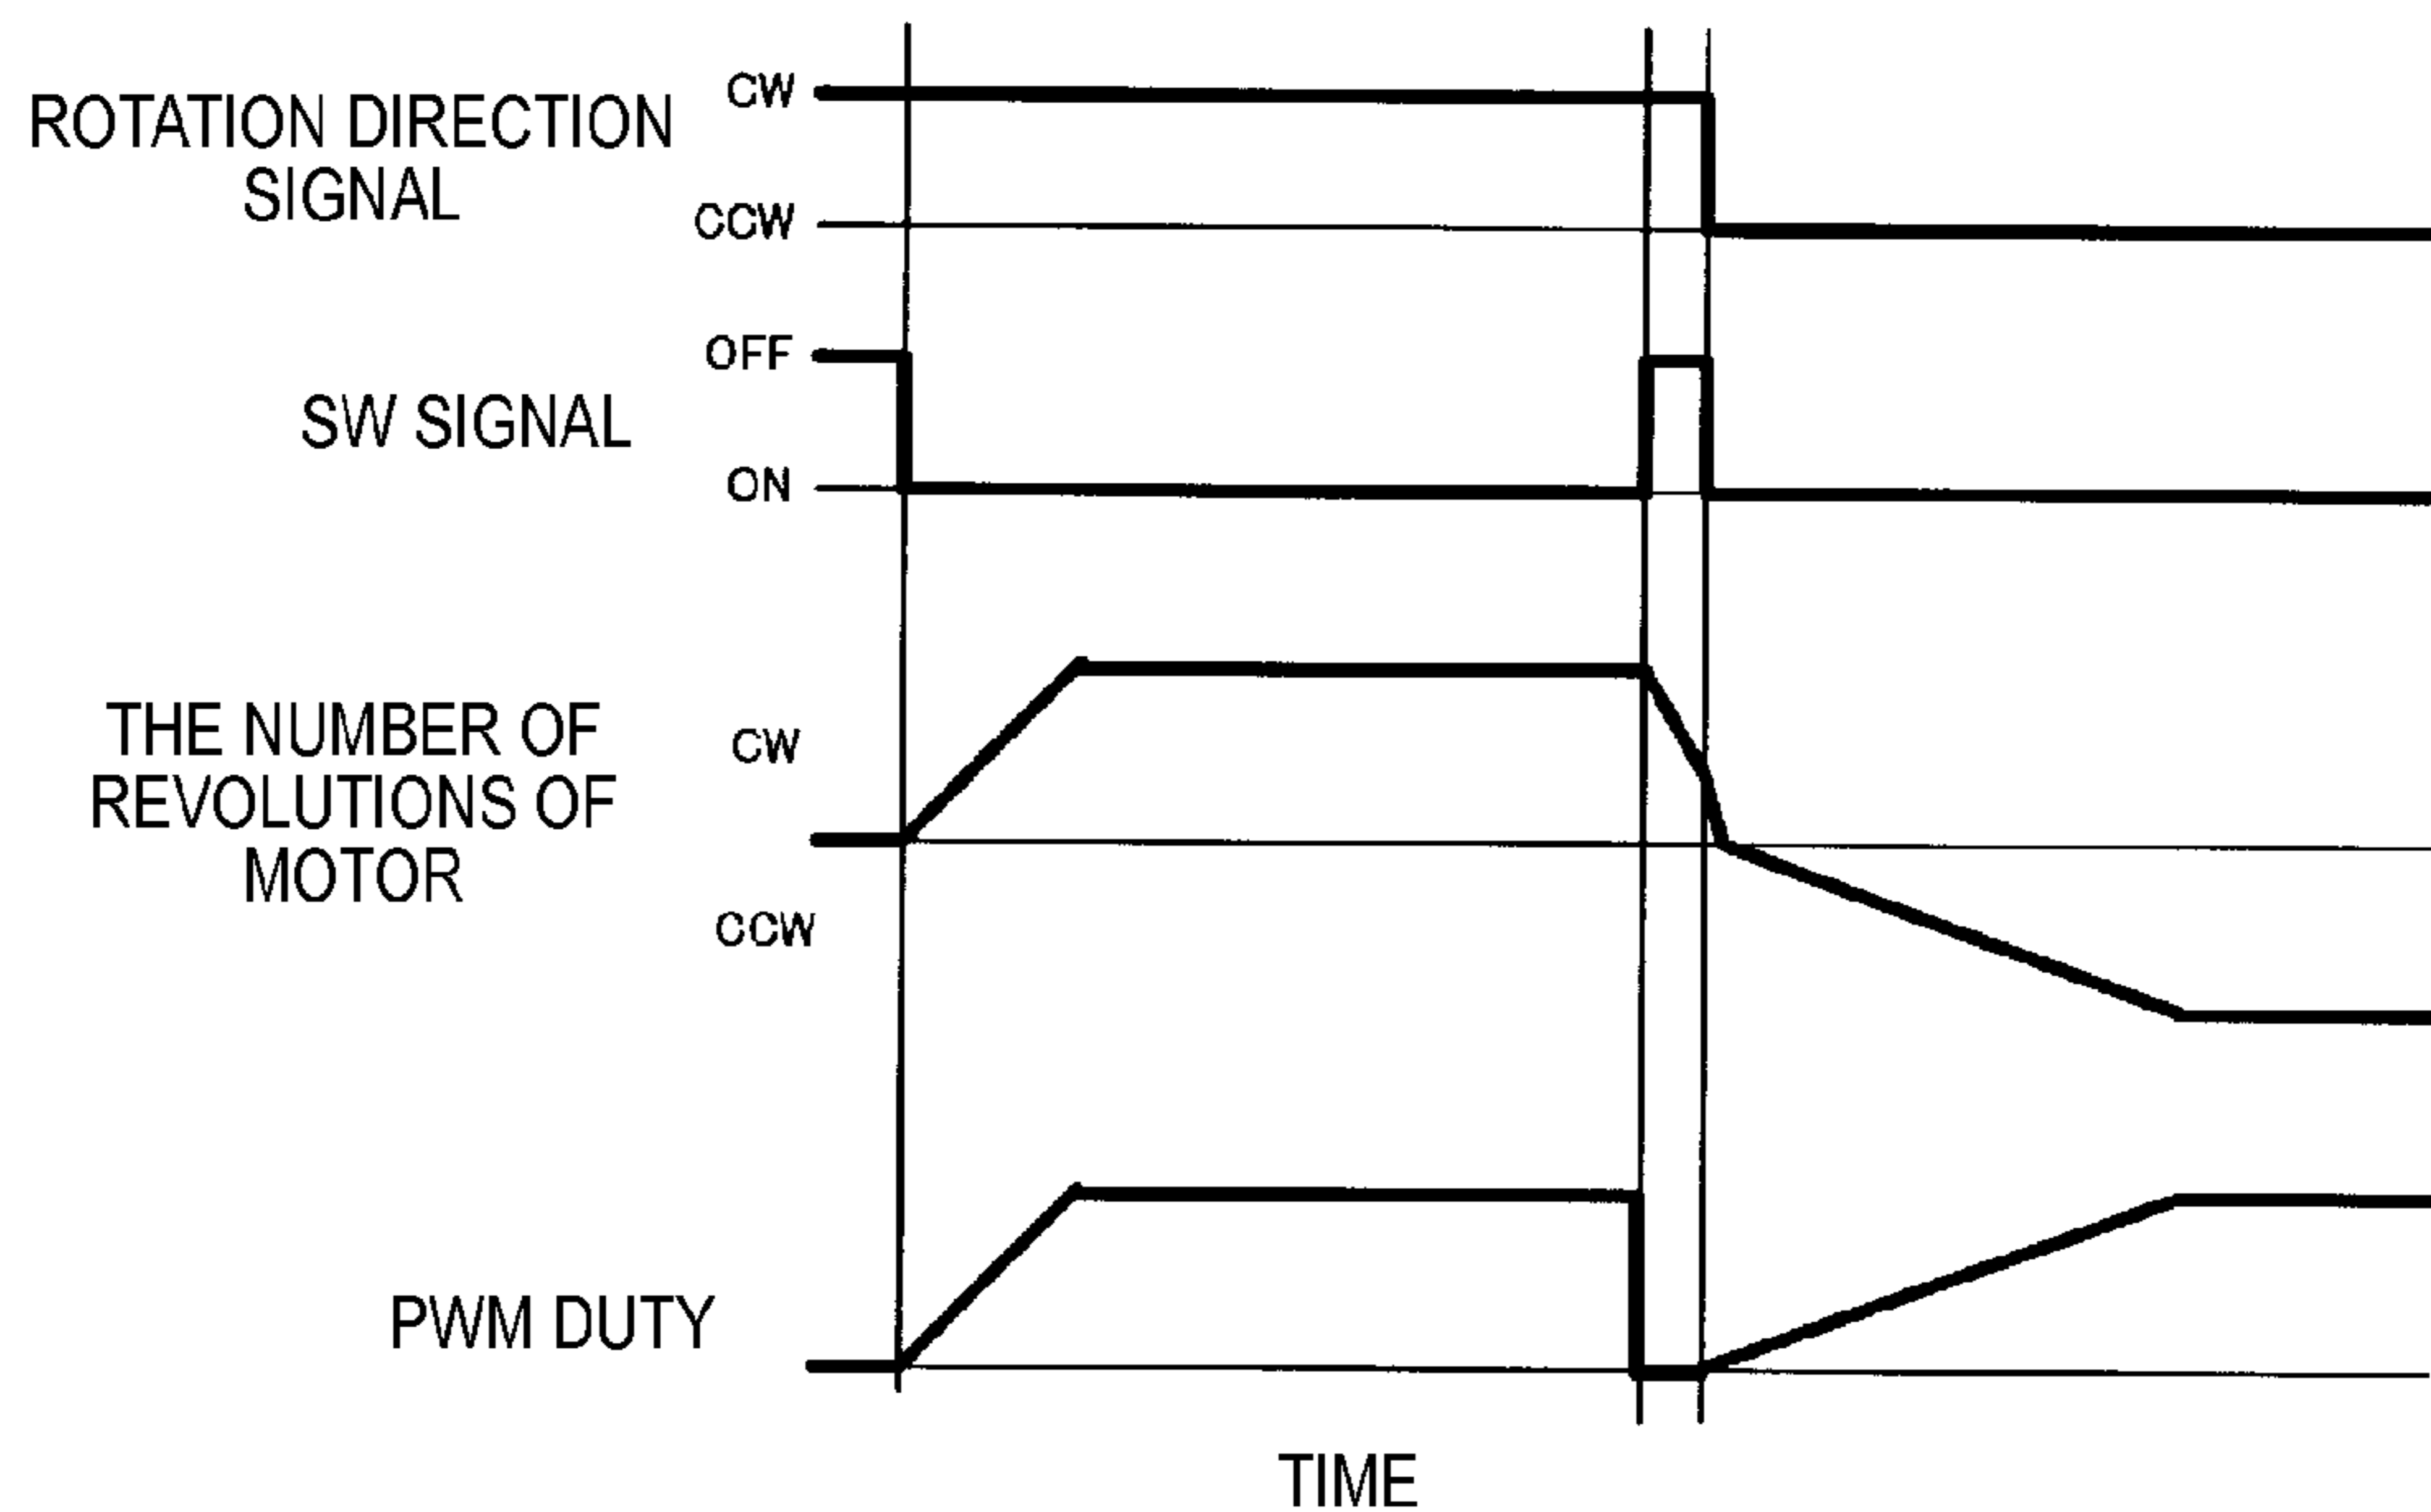 ROTATION DIRECTION
SIGNAL
CW
CCW
SW SIGNAL
OFF
ON
THE NUMBER OF
REVOLUTIONS OF
MOTOR
CW
CCW
PWM DUTY
TIME